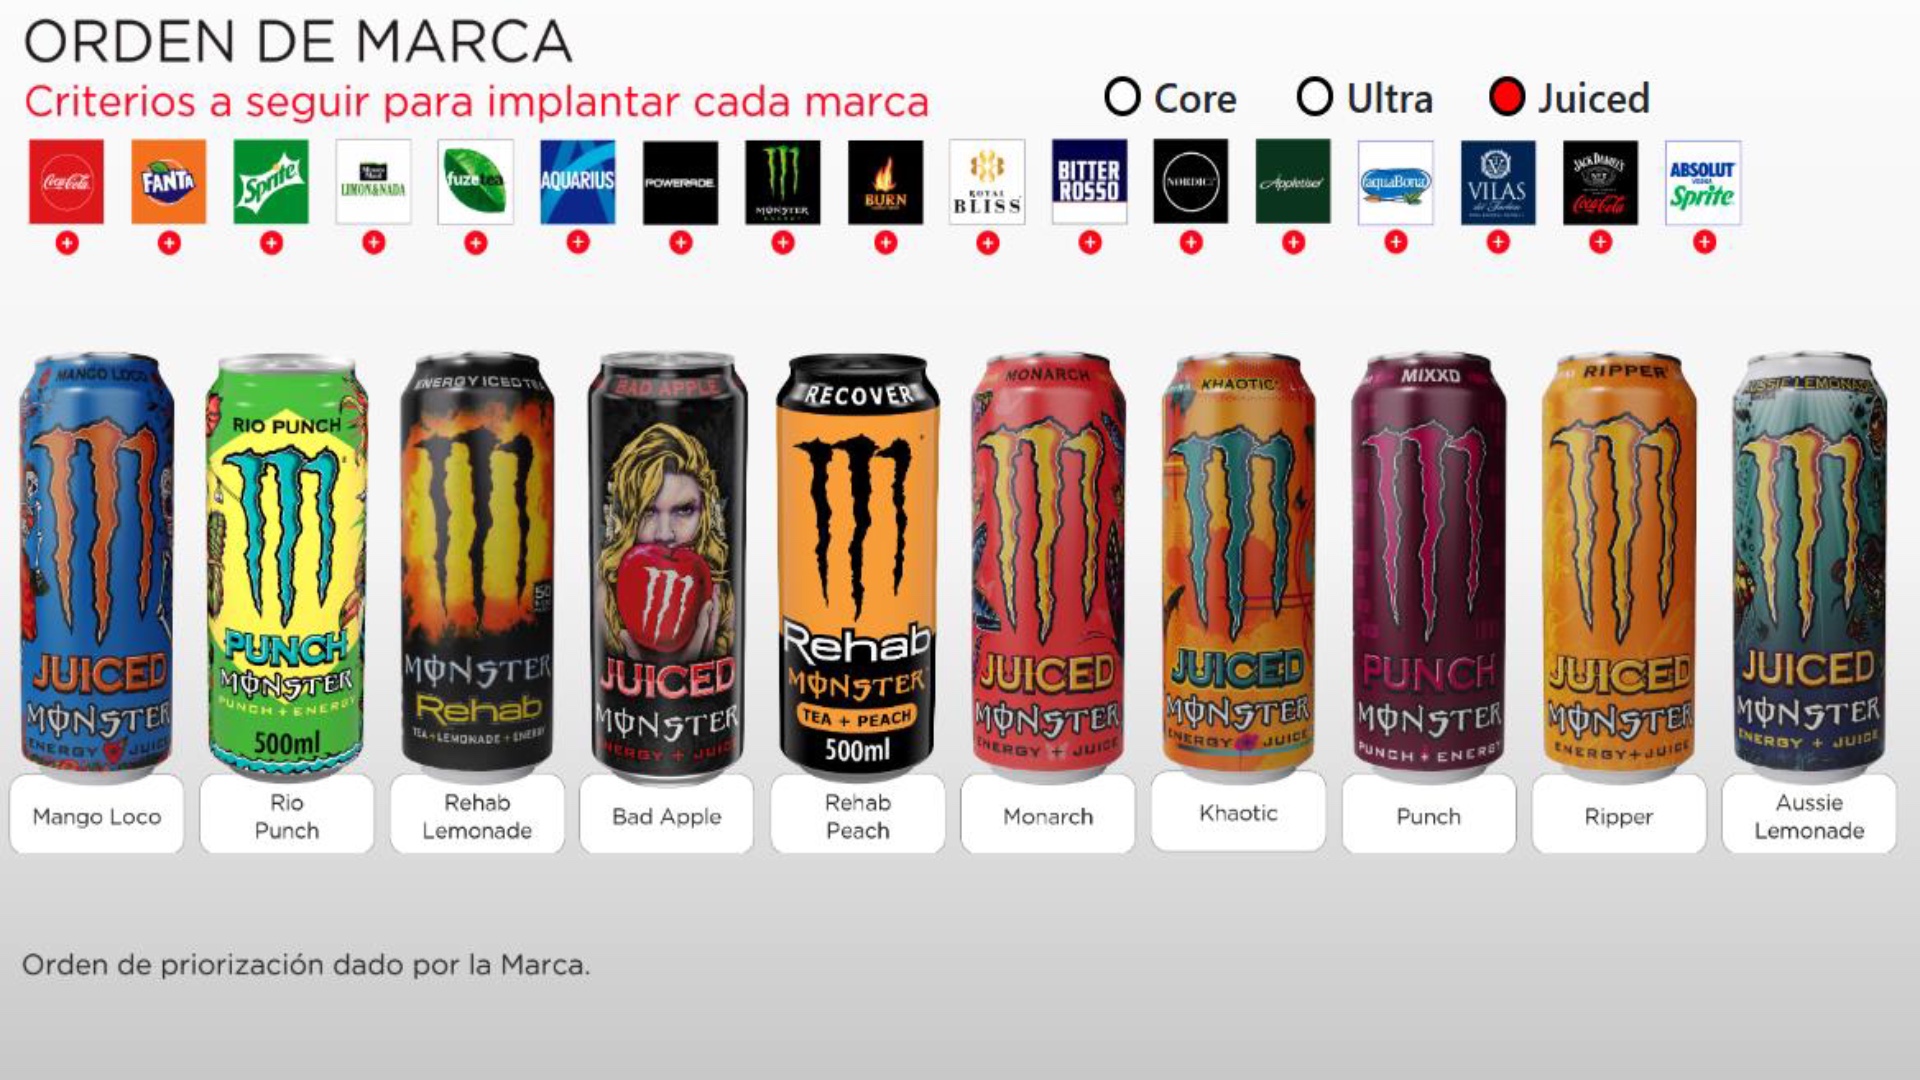 ORDEN DE MARCA
Criterios a seguir para implantar cada marca
Core
Ultra
Juiced
Coca-Cola
FANTA
Sprite
LIMON&NADA
fuzetea
AQUARIUS
POWERADE
MONSTER
BURN
ROYAL
BLISS
BITTER
ROSSO
NORDIC
Appletiser
aquaBona
VILAS
del Turbón
JACK DANIEL'S
Coca-Cola
ABSOLUT
VODKA
Sprite
MANGO LOCO
JUICED
MONSTER
ENERGY JUICE
RIO PUNCH
PUNCH
MONSTER
PUNCH + ENERGY
500ml
ENERGY ICED TEA
MONSTER
Rehab
TEA + LEMONADE + ENERGY
BAD APPLE
JUICED
MONSTER
ENERGY + JUICE
RECOVER
Rehab
MONSTER
TEA + PEACH
500ml
MONARCH
JUICED
MONSTER
ENERGY + JUICE
KHAOTIC
JUICED
MONSTER
ENERGY JUICE
MIXXD
PUNCH
MONSTER
PUNCH + ENERGY
RIPPER
JUICED
MONSTER
ENERGY + JUICE
AUSSIE LEMONADE
JUICED
MONSTER
ENERGY + JUICE
Mango Loco
Rio
Punch
Rehab
Lemonade
Bad Apple
Rehab
Peach
Monarch
Khaotic
Punch
Ripper
Aussie
Lemonade
Orden de priorización dado por la Marca.